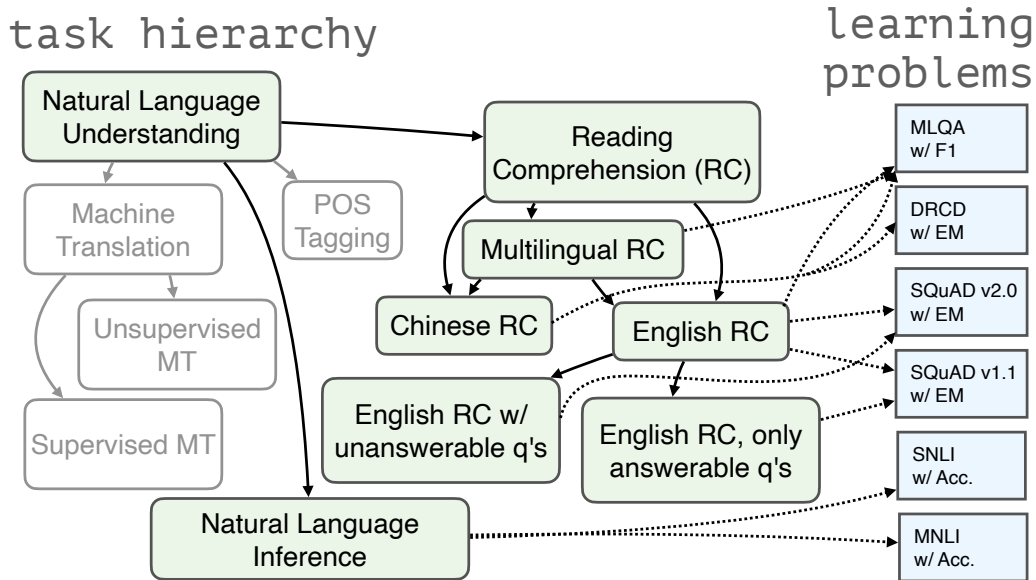 task hierarchy
learning
problems
Natural Language
Understanding
Reading
Comprehension (RC)
MLQA
w/ F1
Machine
Translation
POS
Tagging
DRCD
w/ EM
Multilingual RC
Chinese RC
English RC
SQuAD v2.0
w/ EM
Unsupervised
MT
SQuAD v1.1
w/ EM
English RC w/
unanswerable q's
English RC, only
answerable q's
Supervised MT
SNLI
w/ Acc.
Natural Language
Inference
MNLI
w/ Acc.